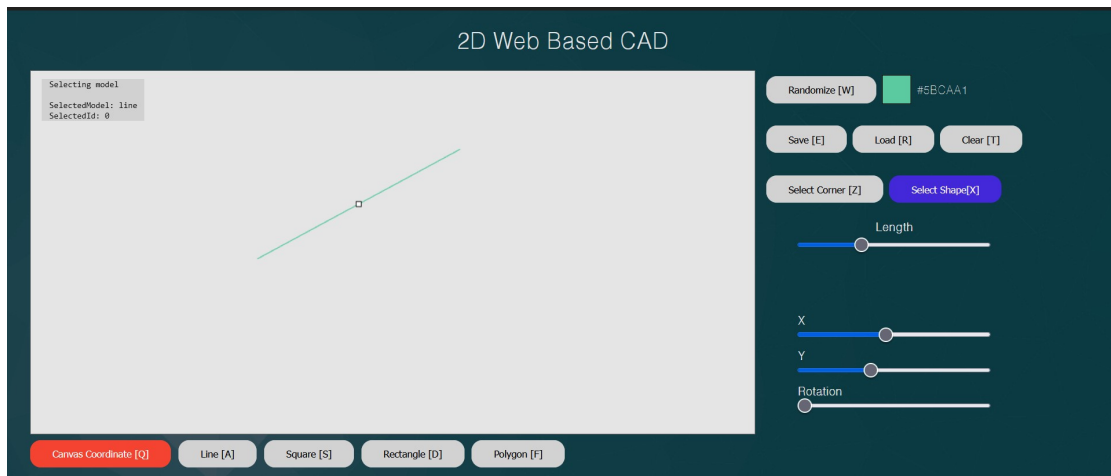 2D Web Based CAD
Selecting model
SelectedModel: line
SelectedId: 0
Randomize [W]
#5BCAA1
Save [E]
Load [R]
Clear [T]
Select Corner [Z]
Select Shape[X]
Length
X
Y
Rotation
Canvas Coordinate [Q]
Line [A]
Square [S]
Rectangle [D]
Polygon [F]